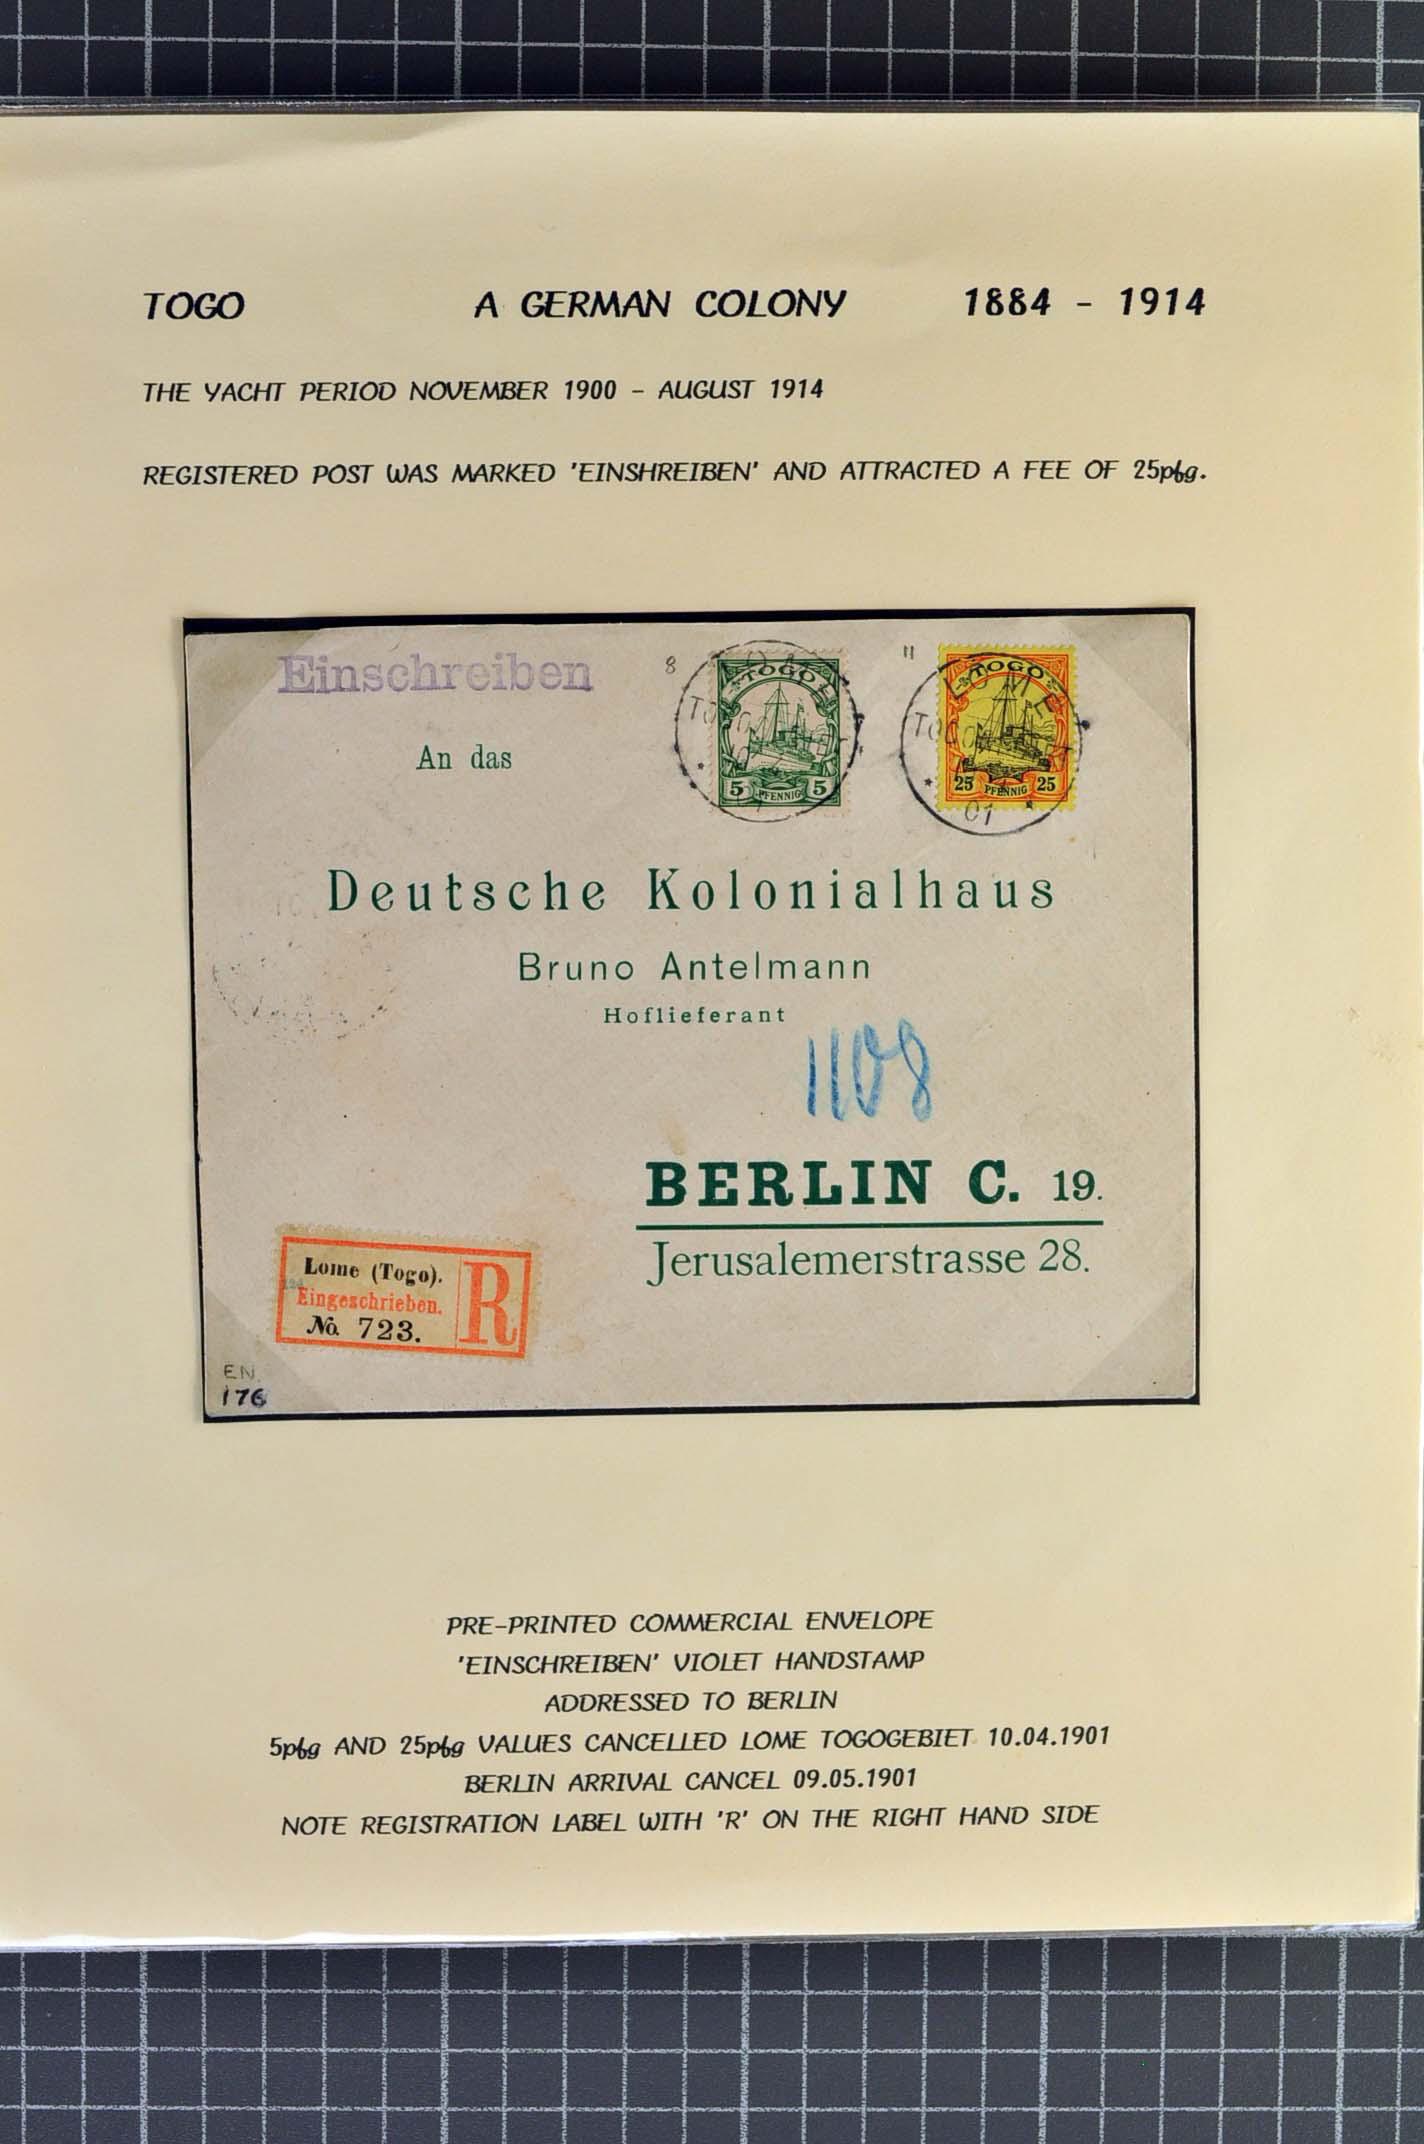 TOGO A GERMAN COLONY 1884 - 1914
THE YACHT PERIOD NOVEMBER 1900 - AUGUST 1914
REGISTERED POST WAS MARKED 'EINSHREIBEN' AND ATTRACTED A FEE OF 25pfg.
Einschreiben
8
11
TOGO
5 PFENNIG 5
TOGO
LOME
25 PFENNIG 25
01
An das
Deutsche Kolonialhaus
Bruno Antelmann
Hoflieferant
1108
BERLIN C. 19.
Jerusalemerstrasse 28.
Lome (Togo).
Eingeschrieben.
No. 723.
R
EN.
176
PRE-PRINTED COMMERCIAL ENVELOPE
'EINSCHREIBEN' VIOLET HANDSTAMP
ADDRESSED TO BERLIN
5pfg AND 25pfg VALUES CANCELLED LOME TOGOGEBIET 10.04.1901
BERLIN ARRIVAL CANCEL 09.05.1901
NOTE REGISTRATION LABEL WITH 'R' ON THE RIGHT HAND SIDE